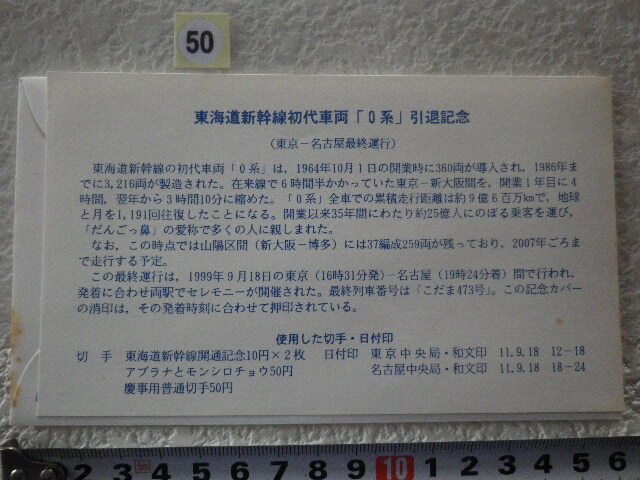 50
東海道新幹線初代車両「0系」引退記念
(東京－名古屋最終運行)
東海道新幹線の初代車両「0系」は，1964年10月1日の開業時に360両が導入され，1986年ま
でに3,216両が製造された。在来線で6時間半かかっていた東京－新大阪間を，開業1年目に4
時間，翌年から3時間10分に縮めた。「0系」全車での累積走行距離は約9億6百万kmで，地球
と月を1,191回往復したことになる。開業以来35年間にわたり約25億人にのぼる乗客を運び，
「だんごっ鼻」の愛称で多くの人に親しまれた。
なお，この時点では山陽区間（新大阪－博多）には37編成259両が残っており，2007年ごろま
で走行する予定。
この最終運行は，1999年9月18日の東京（16時31分発）－名古屋（19時24分着）間で行われ，
発着に合わせ両駅でセレモニーが開催された。最終列車番号は「こだま473号」。この記念カバー
の消印は，その発着時刻に合わせて押印されている。
使用した切手・日付印
切手 東海道新幹線開通記念10円×2枚 日付印 東京中央局・和文印 11.9.18 12－18
アブラナとモンシロチョウ50円 名古屋中央局・和文印 11.9.18 18－24
慶事用普通切手50円
2 3 4 5 6 7 8 9 10 1 2 3 4 5 6